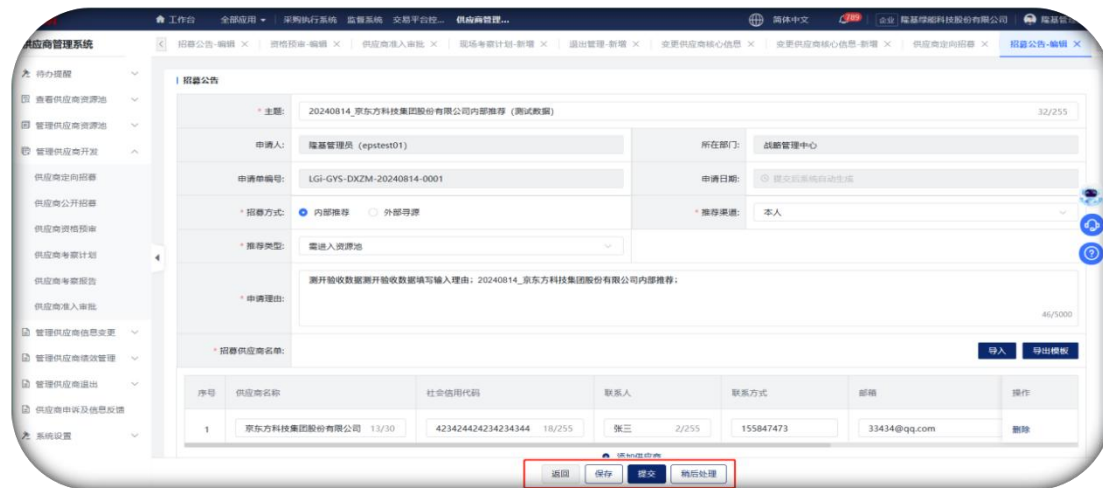 工作台 全部应用 采购执行系统 监督系统 交易平台控... 供应商管理... 简体中文 789 企业 隆基绿能科技股份有限公司 隆基管理
供应商管理系统
招募公告-编辑 × 资格预审-编辑 × 供应商准入审批 × 现场考察计划-新增 × 退出管理-新增 × 变更供应商核心信息 × 变更供应商核心信息-新增 × 供应商定向招募 × 招募公告-编辑 ×
待办提醒
查看供应商资源池
管理供应商资源池
管理供应商开发
供应商定向招募
供应商公开招募
供应商资格预审
供应商考察计划
供应商考察报告
供应商准入审批
管理供应商信息变更
管理供应商绩效管理
管理供应商退出
供应商申诉及信息反馈
系统设置
招募公告
* 主题: 20240814_京东方科技集团股份有限公司内部推荐（测试数据） 32/255
申请人: 隆基管理员（epstest01） 所在部门: 战略管理中心
申请单编号: LGi-GYS-DXZM-20240814-0001 申请日期: 提交后系统自动生成
* 招募方式: 内部推荐 外部寻源 * 推荐渠道: 本人
* 推荐类型: 需进入资源池
* 申请理由: 测开验收数据测开验收数据填写输入理由；20240814_京东方科技集团股份有限公司内部推荐；
46/5000
* 招募供应商名单: 导入 导出模板
序号 供应商名称 社会信用代码 联系人 联系方式 邮箱 操作
1 京东方科技集团股份有限公司 13/30 423424424234234344 18/255 张三 2/255 155847473 33434@qq.com 删除
添加供应商
返回 保存 提交 稍后处理